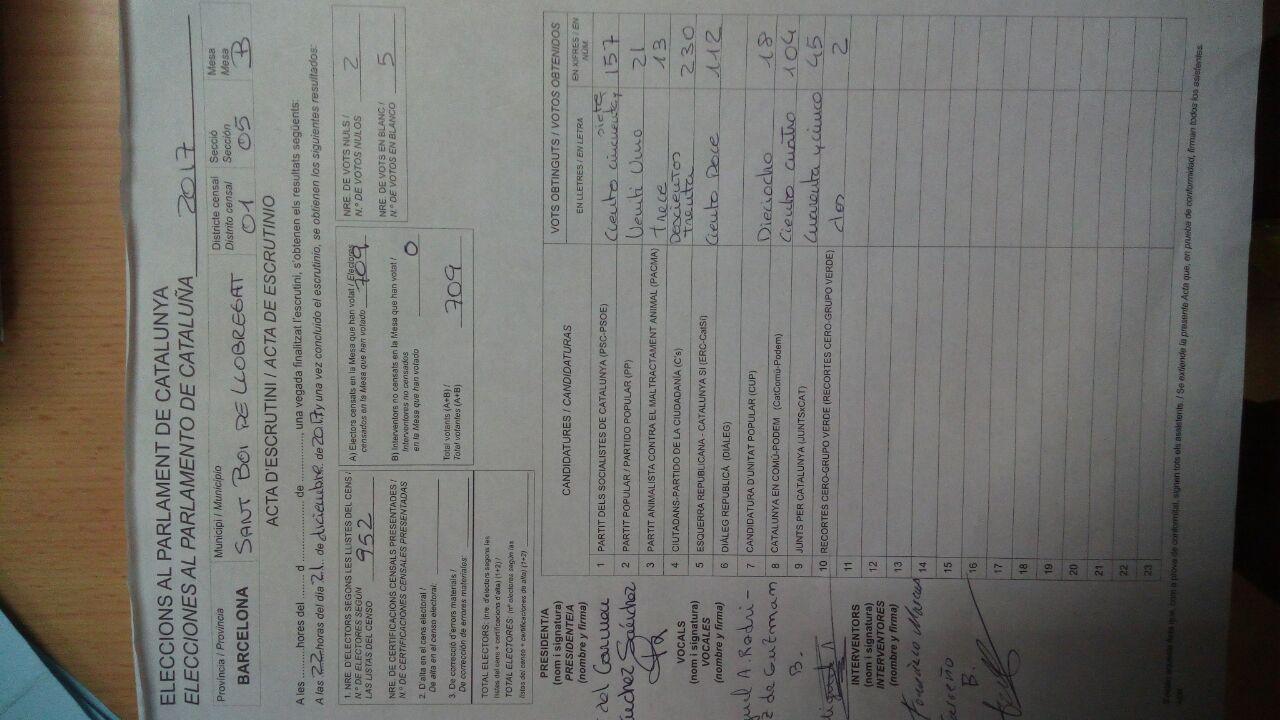 ELECCIONS AL PARLAMENT DE CATALUNYA
ELECCIONES AL PARLAMENTO DE CATALUÑA 2017
Província / Provincia
BARCELONA
Municipi / Municipio
SANT BOI DE LLOBREGAT
Districte censal
Distrito censal
01
Secció
Sección
05
Mesa
Mesa
B
ACTA D'ESCRUTINI / ACTA DE ESCRUTINIO
A les ........ hores del ........ d ........ de ........, una vegada finalitzat l'escrutini, s'obtenen els resultats següents:
A las 22 horas del día 21 de diciembre de 2017 y una vez concluido el escrutinio, se obtienen los siguientes resultados:
1. NRE. D'ELECTORS SEGONS LES LLISTES DEL CENS /
N.º DE ELECTORES SEGÚN
LAS LISTAS DEL CENSO 952
NRE. DE CERTIFICACIONS CENSALS PRESENTADES /
N.º DE CERTIFICACIONES CENSALES PRESENTADAS
2. D'alta en el cens electoral /
De alta en el censo electoral:
3. De correcció d'errors materials /
De corrección de errores materiales:
TOTAL ELECTORS: (nre. d'electors segons les
llistes del cens + certificacions d'alta) (1+2) /
TOTAL ELECTORES: (nº electores según las
listas del censo + certificaciones de alta) (1+2)
A) Electors censats en la Mesa que han votat / Electores
censados en la Mesa que han votado 709
B) Interventors no censats en la Mesa que han votat /
Interventores no censados
en la Mesa que han votado 0
Total votants (A+B) /
Total votantes (A+B) 709
NRE. DE VOTS NULS /
N.º DE VOTOS NULOS 2
NRE. DE VOTS EN BLANC /
N.º DE VOTOS EN BLANCO 5
PRESIDENT/A
(nom i signatura)
PRESIDENTE/A
(nombre y firma)
del Carmen
Sánchez Sánchez
VOCALS
(nom i signatura)
VOCALES
(nombre y firma)
z de Guzmman
B.
INTERVENTORS
(nom i signatura)
INTERVENTORES
(nombre y firma)
B.
CANDIDATURES / CANDIDATURAS
VOTS OBTINGUTS / VOTOS OBTENIDOS
EN LLETRES / EN LETRA
EN XIFRES / EN NÚM.
1 PARTIT DELS SOCIALISTES DE CATALUNYA (PSC-PSOE) Ciento cincuenta y siete 157
2 PARTIT POPULAR / PARTIDO POPULAR (PP) Veinti Uno 21
3 PARTIT ANIMALISTA CONTRA EL MALTRACTAMENT ANIMAL (PACMA) trece 13
4 CIUTADANS-PARTIDO DE LA CIUDADANÍA (C's) Doscientos treinta 230
5 ESQUERRA REPUBLICANA - CATALUNYA SÍ (ERC-CatSí) Ciento Doce 112
6 DIÀLEG REPUBLICÀ (DIÀLEG)
7 CANDIDATURA D'UNITAT POPULAR (CUP) Dieciocho 18
8 CATALUNYA EN COMÚ-PODEM (CatComú-Podem) Ciento cuatro 104
9 JUNTS PER CATALUNYA (JUNTSxCAT) Cuarenta y cinco 45
10 RECORTES CERO-GRUPO VERDE (RECORTES CERO-GRUPO VERDE) dos 2
11
12
13
14
15
16
17
18
19
20
21
22
23
S'estén aquesta Acta que, com a prova de conformitat, signen tots els assistents. / Se extiende la presente Acta que, en prueba de conformidad, firman todos los asistentes.